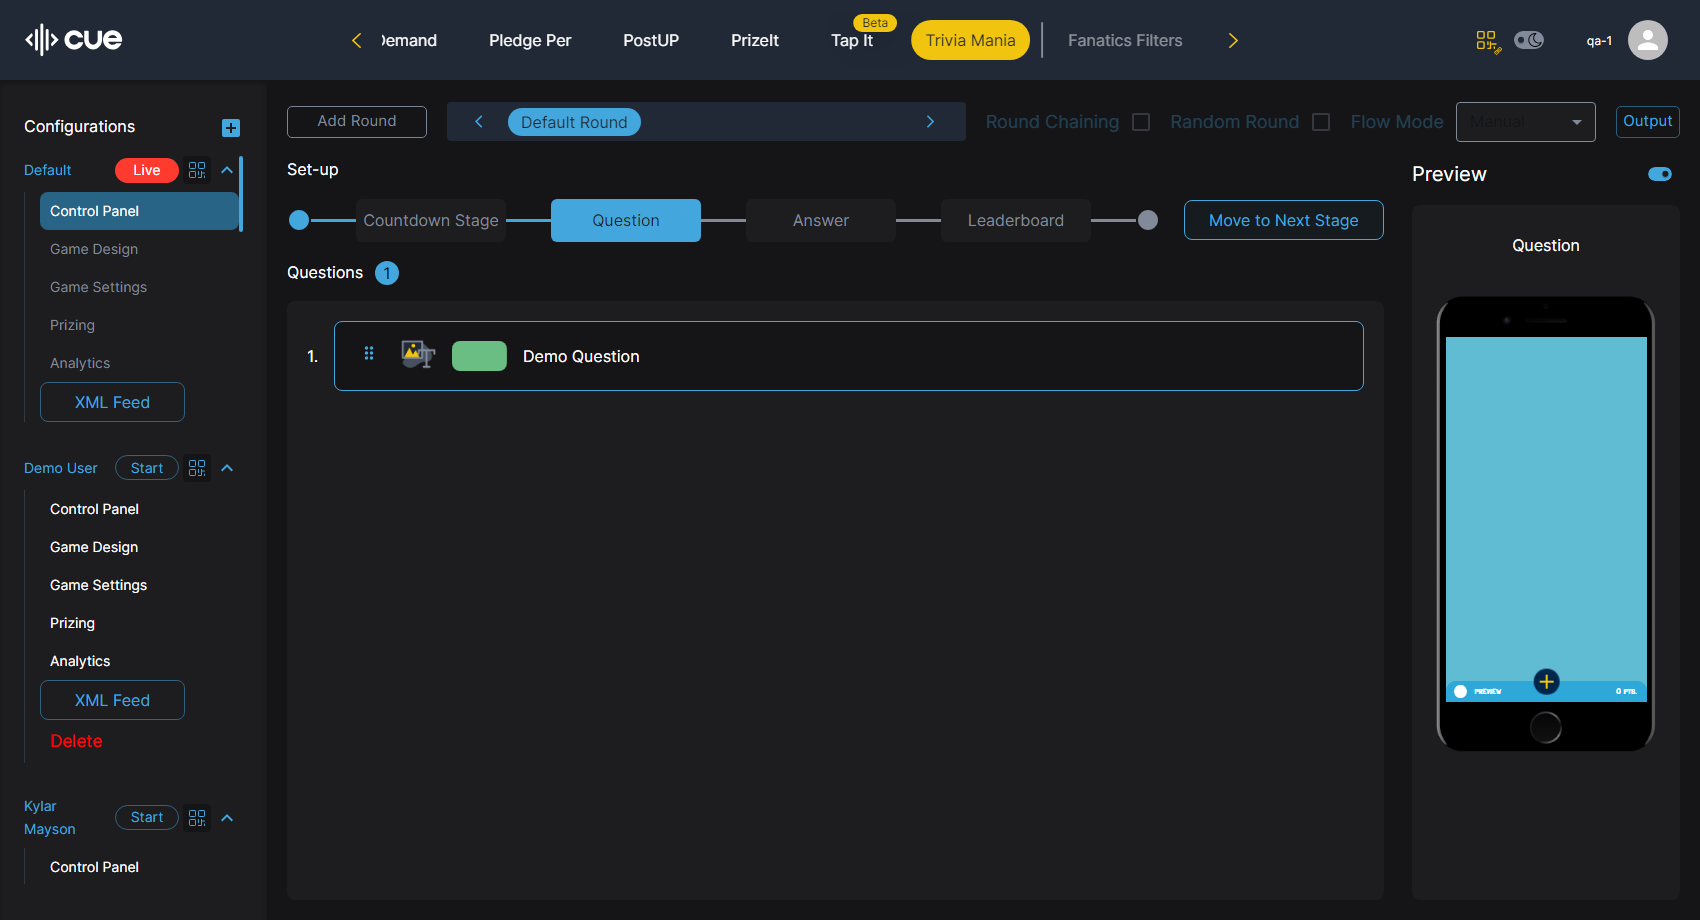 cue
Demand
Pledge Per
PostUP
PrizeIt
Tap It
Beta
Trivia Mania
Fanatics Filters
qa-1
Configurations
Default
Live
Control Panel
Game Design
Game Settings
Prizing
Analytics
XML Feed
Demo User
Start
Control Panel
Game Design
Game Settings
Prizing
Analytics
XML Feed
Delete
Kylar
Mayson
Start
Control Panel
Add Round
Default Round
Round Chaining
Random Round
Flow Mode
Manual
Output
Set-up
Countdown Stage
Question
Answer
Leaderboard
Move to Next Stage
Questions
1
1.
Demo Question
Preview
Question
PREVIEW
0 PTS.